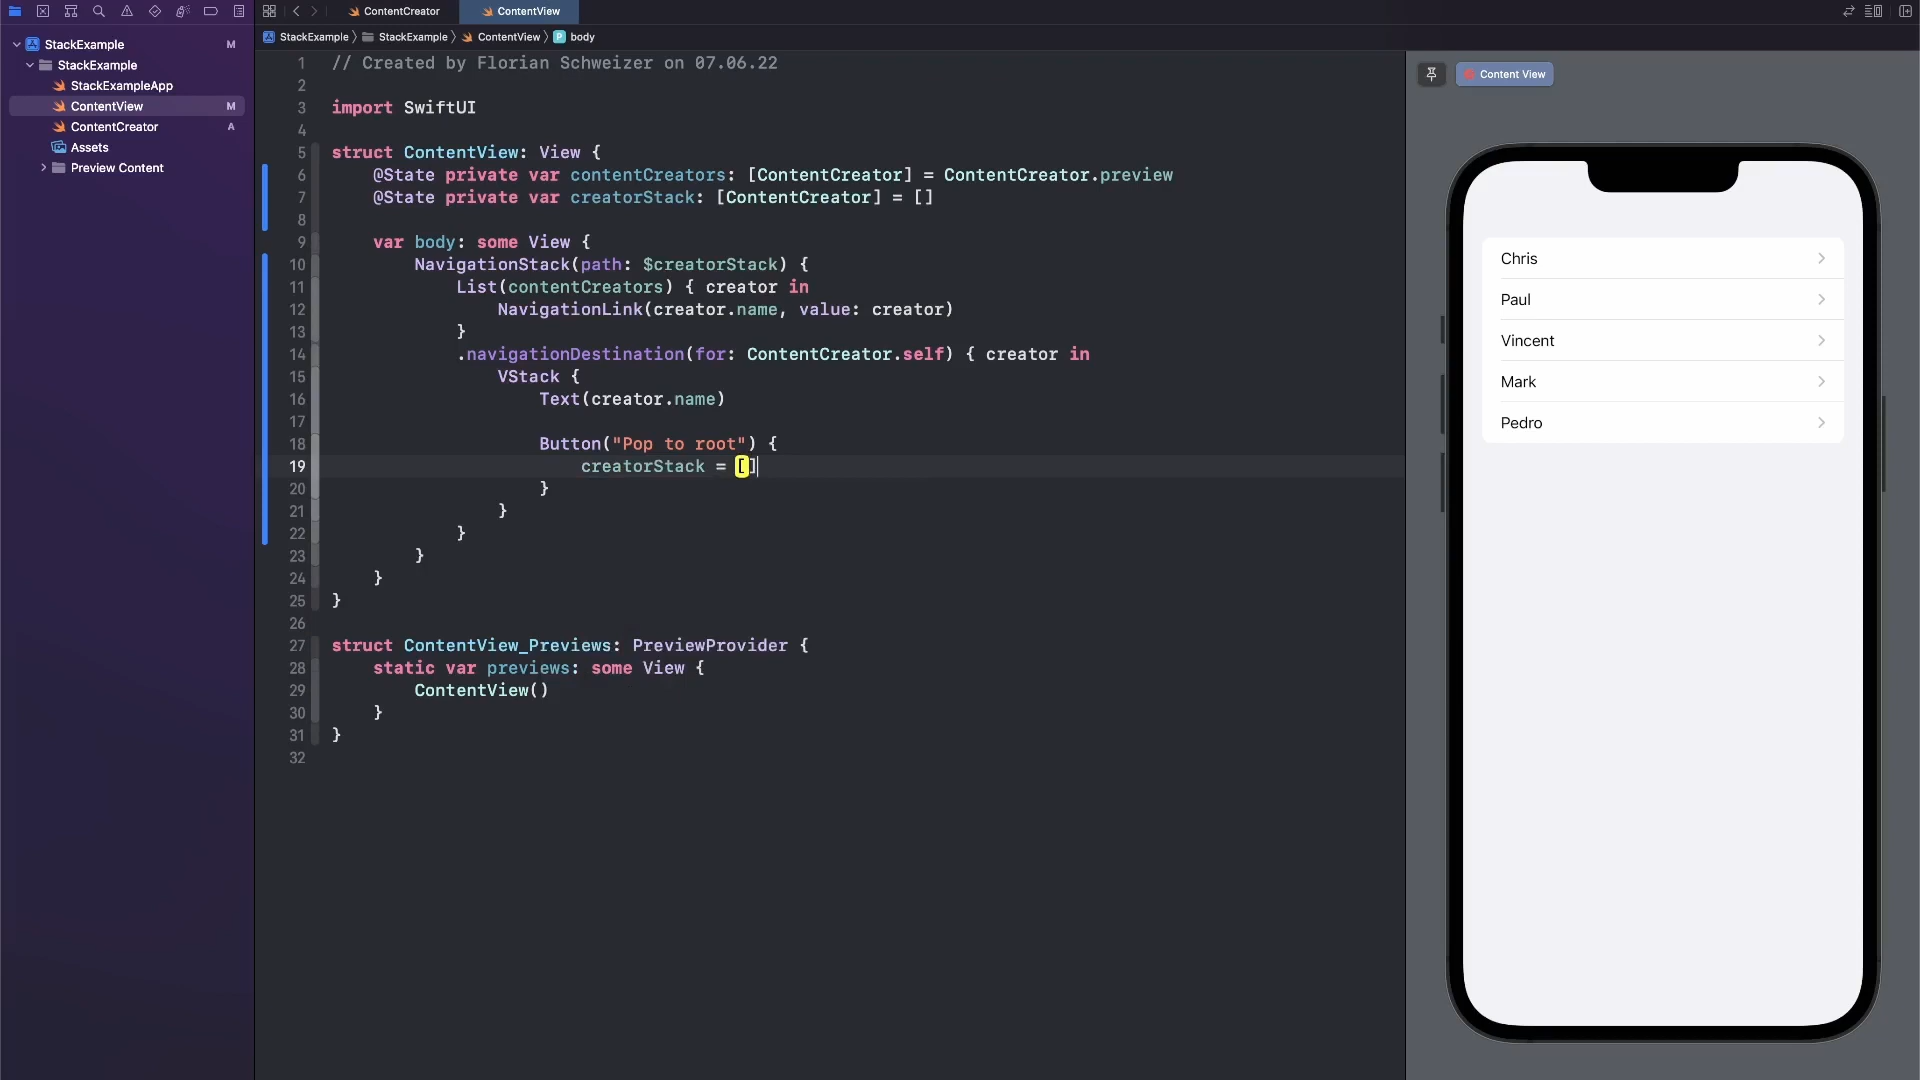 ContentCreator
ContentView
StackExample M
StackExample
StackExampleApp
ContentView M
ContentCreator A
Assets
Preview Content
StackExample StackExample ContentView P body
1 // Created by Florian Schweizer on 07.06.22
2
3 import SwiftUI
4
5 struct ContentView: View {
6 @State private var contentCreators: [ContentCreator] = ContentCreator.preview
7 @State private var creatorStack: [ContentCreator] = []
8
9 var body: some View {
10 NavigationStack(path: $creatorStack) {
11 List(contentCreators) { creator in
12 NavigationLink(creator.name, value: creator)
13 }
14 .navigationDestination(for: ContentCreator.self) { creator in
15 VStack {
16 Text(creator.name)
17
18 Button("Pop to root") {
19 creatorStack = []
20 }
21 }
22 }
23 }
24 }
25 }
26
27 struct ContentView_Previews: PreviewProvider {
28 static var previews: some View {
29 ContentView()
30 }
31 }
32
Content View
Chris
Paul
Vincent
Mark
Pedro